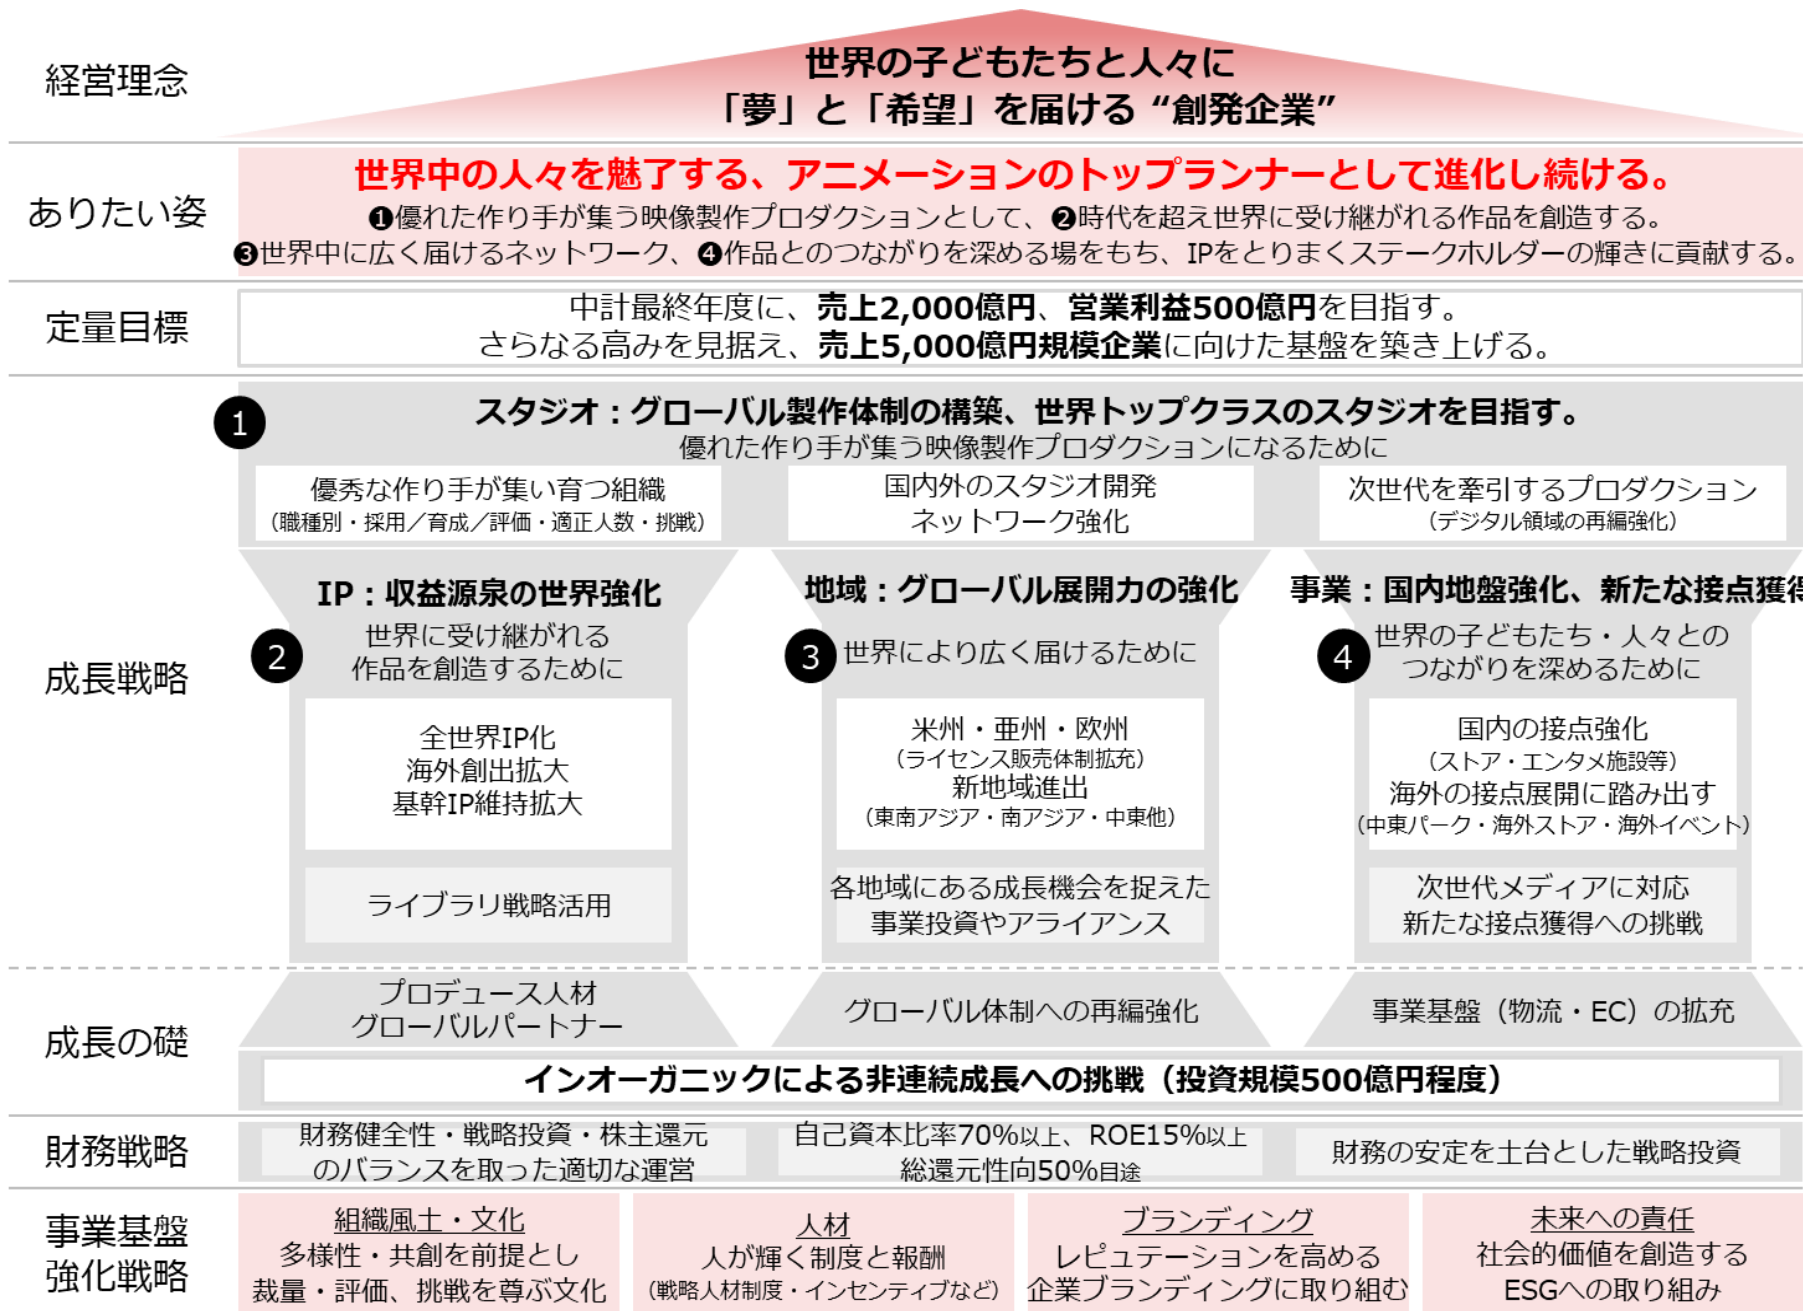 経営理念
世界の子どもたちと人々に
「夢」と「希望」を届ける “創発企業”
ありたい姿
世界中の人々を魅了する、アニメーションのトップランナーとして進化し続ける。
❶優れた作り手が集う映像製作プロダクションとして、❷時代を超え世界に受け継がれる作品を創造する。
❸世界中に広く届けるネットワーク、❹作品とのつながりを深める場をもち、IPをとりまくステークホルダーの輝きに貢献する。
定量目標
中計最終年度に、売上2,000億円、営業利益500億円を目指す。
さらなる高みを見据え、売上5,000億円規模企業に向けた基盤を築き上げる。
成長戦略
1
スタジオ：グローバル製作体制の構築、世界トップクラスのスタジオを目指す。
優れた作り手が集う映像製作プロダクションになるために
優秀な作り手が集い育つ組織
（職種別・採用／育成／評価・適正人数・挑戦）
国内外のスタジオ開発
ネットワーク強化
次世代を牽引するプロダクション
（デジタル領域の再編強化）
IP：収益源泉の世界強化
2
世界に受け継がれる
作品を創造するために
全世界IP化
海外創出拡大
基幹IP維持拡大
ライブラリ戦略活用
地域：グローバル展開力の強化
3
世界により広く届けるために
米州・亜州・欧州
（ライセンス販売体制拡充）
新地域進出
（東南アジア・南アジア・中東他）
各地域にある成長機会を捉えた
事業投資やアライアンス
事業：国内地盤強化、新たな接点獲得
4
世界の子どもたち・人々との
つながりを深めるために
国内の接点強化
（ストア・エンタメ施設等）
海外の接点展開に踏み出す
（中東パーク・海外ストア・海外イベント）
次世代メディアに対応
新たな接点獲得への挑戦
成長の礎
プロデュース人材
グローバルパートナー
グローバル体制への再編強化
事業基盤（物流・EC）の拡充
インオーガニックによる非連続成長への挑戦（投資規模500億円程度）
財務戦略
財務健全性・戦略投資・株主還元
のバランスを取った適切な運営
自己資本比率70%以上、ROE15%以上
総還元性向50%目途
財務の安定を土台とした戦略投資
事業基盤
強化戦略
組織風土・文化
多様性・共創を前提とし
裁量・評価、挑戦を尊ぶ文化
人材
人が輝く制度と報酬
（戦略人材制度・インセンティブなど）
ブランディング
レピュテーションを高める
企業ブランディングに取り組む
未来への責任
社会的価値を創造する
ESGへの取り組み